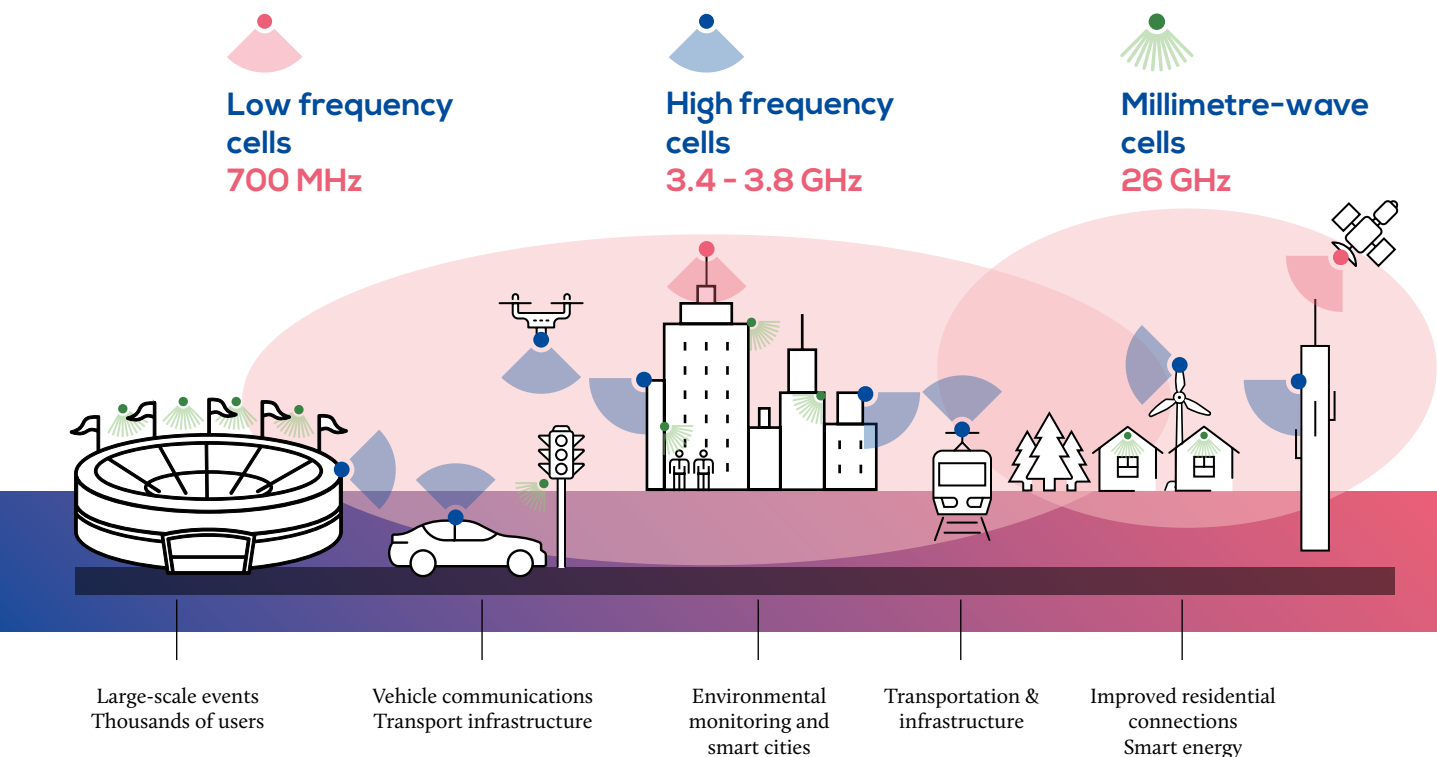 Low frequency
cells
700 MHz
High frequency
cells
3.4 - 3.8 GHz
Millimetre-wave
cells
26 GHz
Large-scale events
Thousands of users
Vehicle communications
Transport infrastructure
Environmental
monitoring and
smart cities
Transportation &
infrastructure
Improved residential
connections
Smart energy